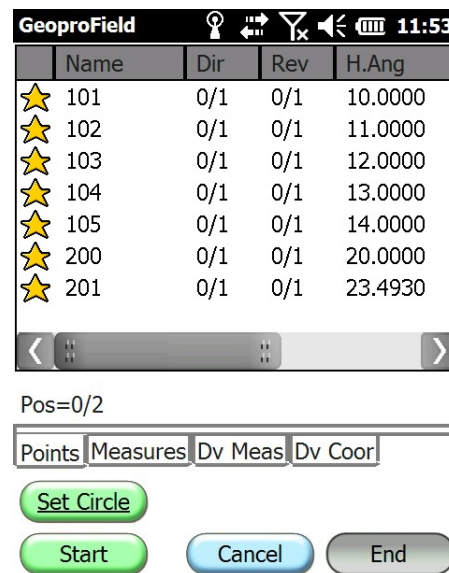 GeoproField 11:53
Name Dir Rev H.Ang
101 0/1 0/1 10.0000
102 0/1 0/1 11.0000
103 0/1 0/1 12.0000
104 0/1 0/1 13.0000
105 0/1 0/1 14.0000
200 0/1 0/1 20.0000
201 0/1 0/1 23.4930
Pos=0/2
Points Measures Dv Meas Dv Coor
Set Circle
Start Cancel End